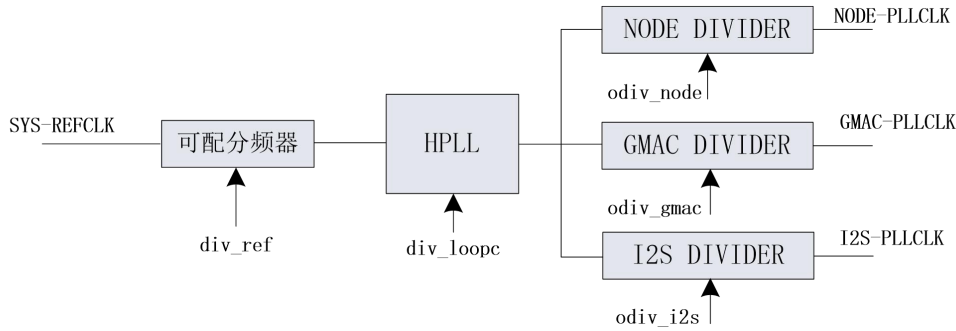 NODE-PLLCLK
NODE DIVIDER
odiv_node
SYS-REFCLK
可配分频器
HPLL
GMAC DIVIDER
GMAC-PLLCLK
div_ref
div_loopc
odiv_gmac
I2S DIVIDER
I2S-PLLCLK
odiv_i2s